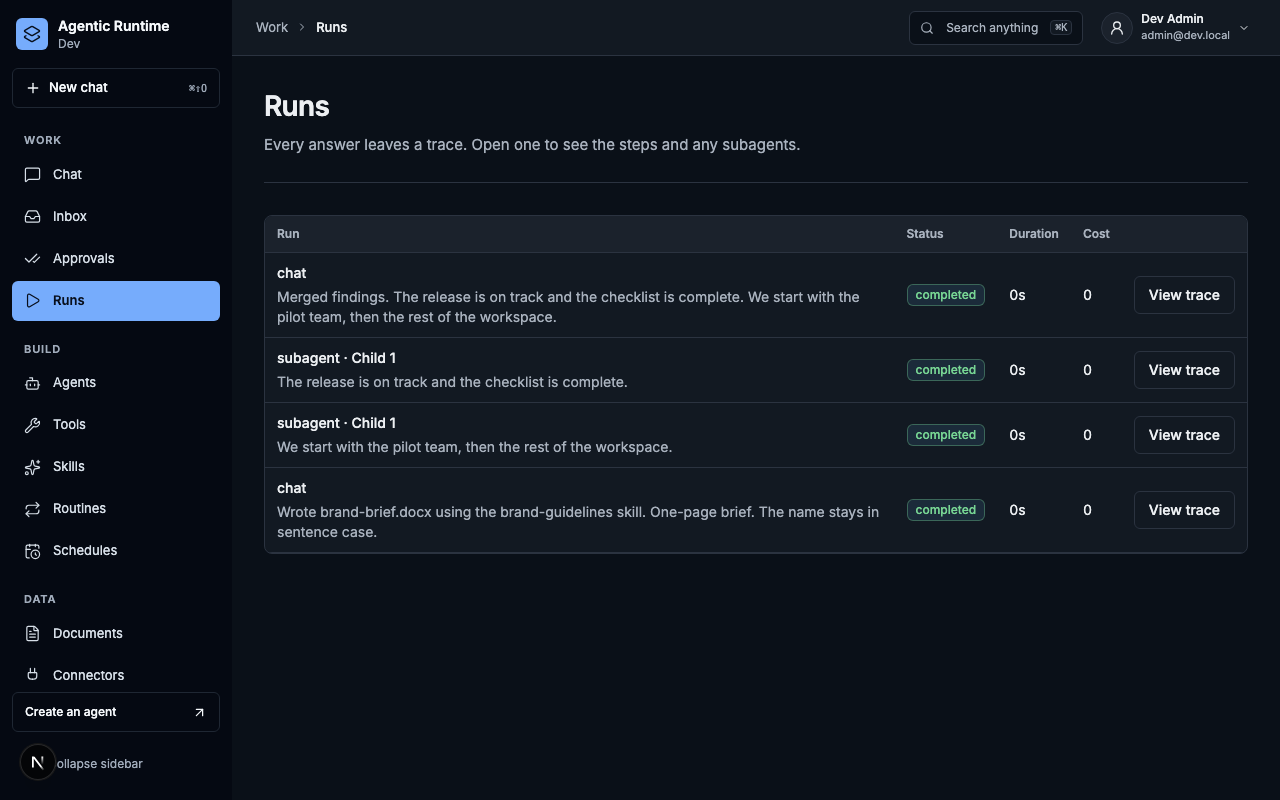 Agentic Runtime
Dev
New chat
⌘⇧O
WORK
Chat
Inbox
Approvals
Runs
BUILD
Agents
Tools
Skills
Routines
Schedules
DATA
Documents
Connectors
Create an agent
N
ollapse sidebar
Work > Runs
Search anything ⌘K
Dev Admin
admin@dev.local
Runs
Every answer leaves a trace. Open one to see the steps and any subagents.
Run Status Duration Cost
chat
Merged findings. The release is on track and the checklist is complete. We start with the
pilot team, then the rest of the workspace.
completed 0s 0 View trace
subagent · Child 1
The release is on track and the checklist is complete.
completed 0s 0 View trace
subagent · Child 1
We start with the pilot team, then the rest of the workspace.
completed 0s 0 View trace
chat
Wrote brand-brief.docx using the brand-guidelines skill. One-page brief. The name stays in
sentence case.
completed 0s 0 View trace